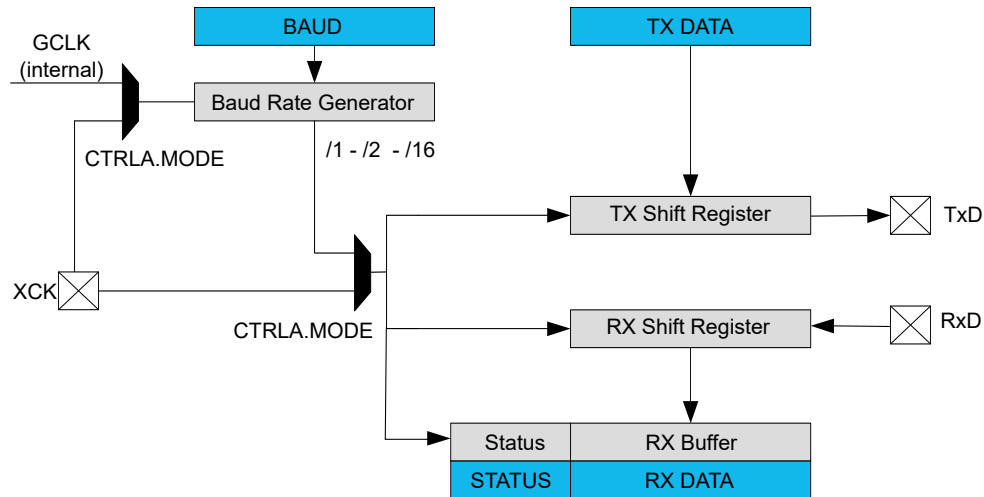 BAUD
TX DATA
GCLK
(internal)
Baud Rate Generator
CTRLA.MODE
/1 - /2 - /16
TX Shift Register
TxD
XCK
CTRLA.MODE
RX Shift Register
RxD
Status
RX Buffer
STATUS
RX DATA